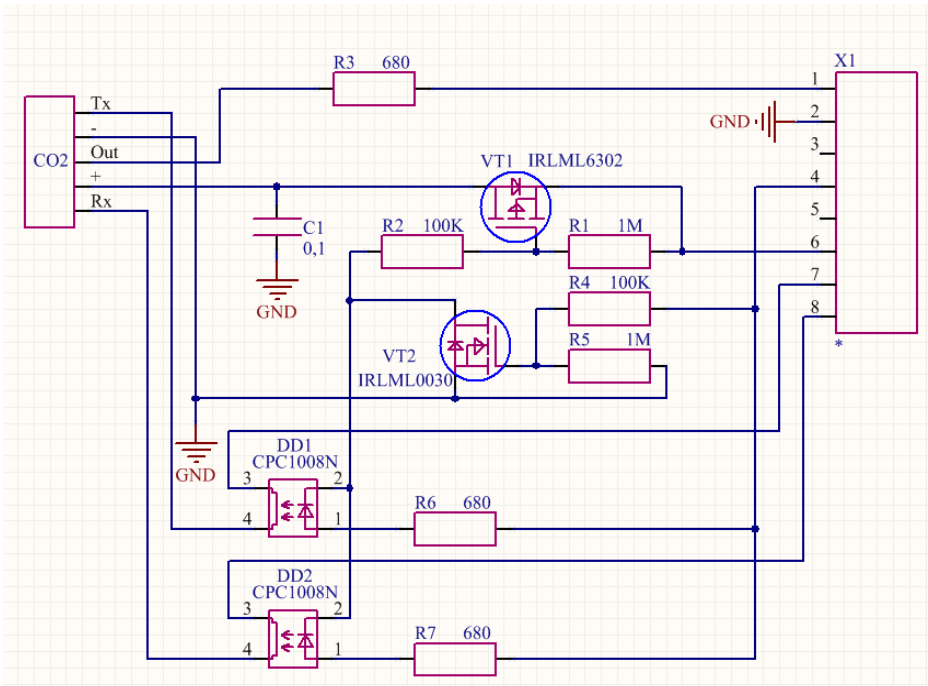 X1
R3 680
1
Tx
GND 2
-
CO2 Out
3
VT1 IRLML6302
+
4
Rx
5
C1
0,1
R2 100K
R1 1M
6
GND
R4 100K
7
8
R5 1M
*
VT2
IRLML0030
GND
DD1
CPC1008N
3 2
4 1
R6 680
DD2
CPC1008N
3 2
4 1
R7 680